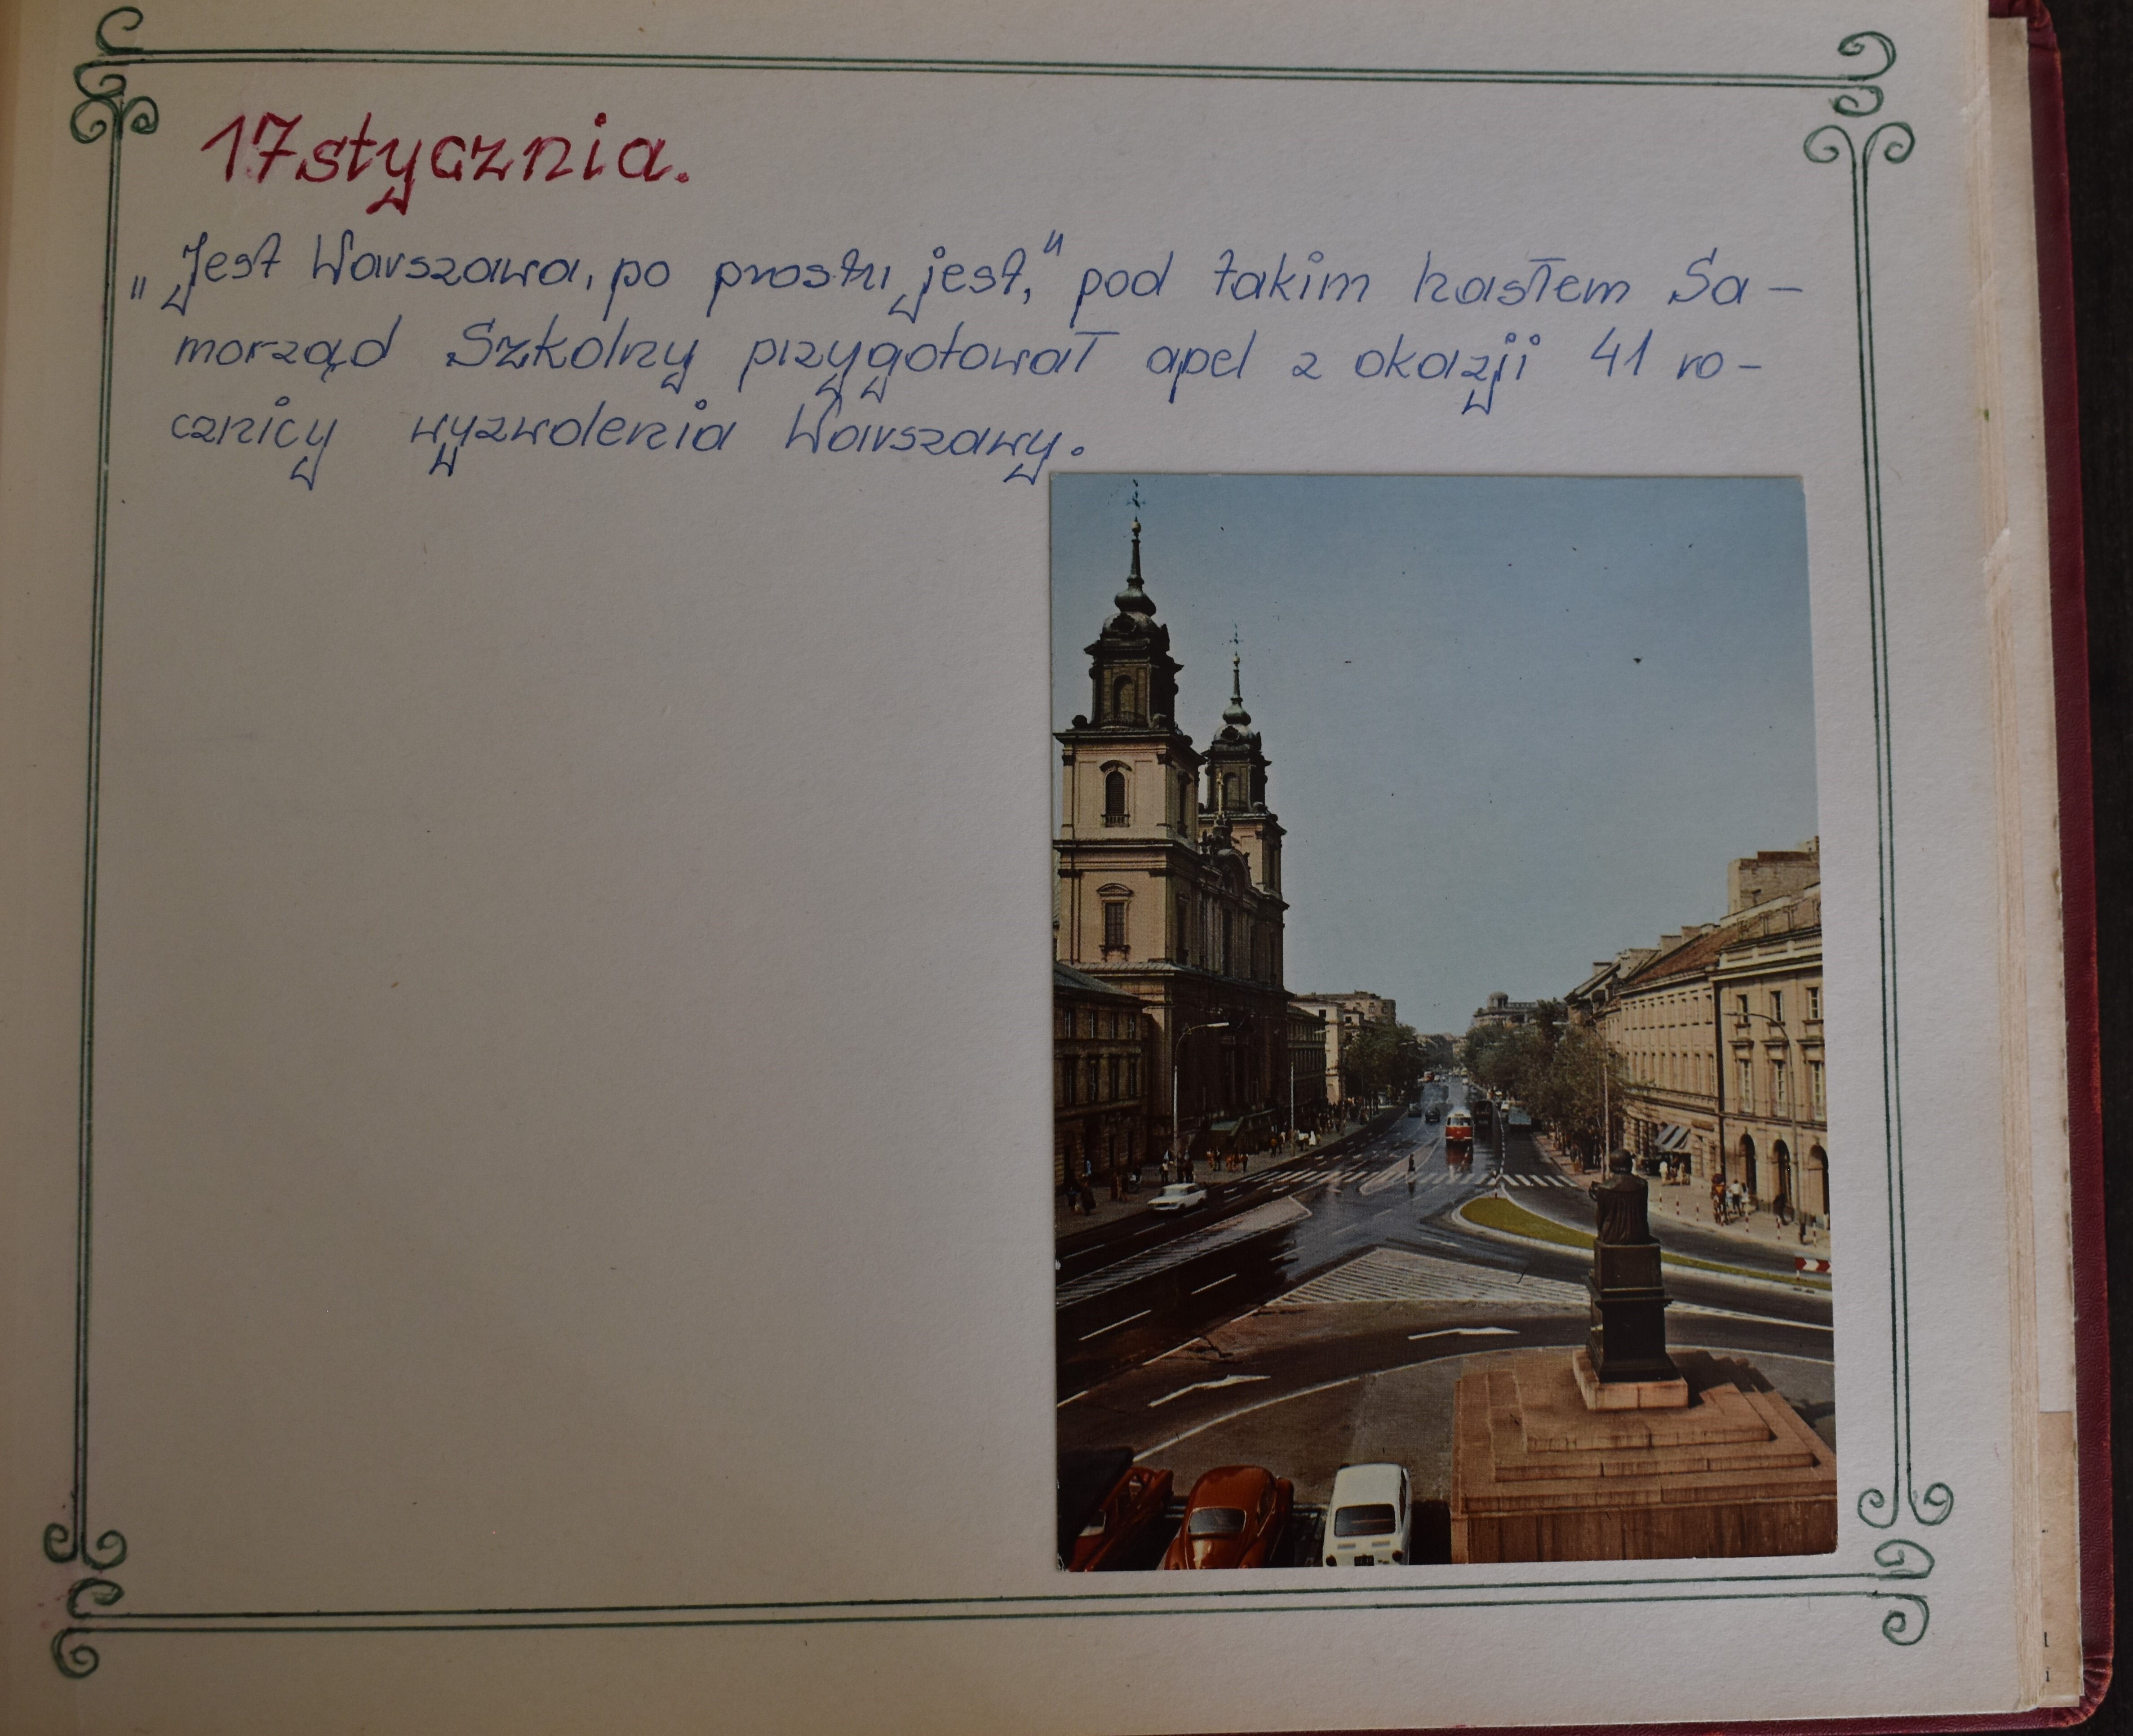 17 stycznia.
„Jest Warszawa, po prostu jest," pod takim hasłem Sa-
morząd Szkolny przygotował apel z okazji 41 ro-
cznicy wyzwolenia Warszawy.